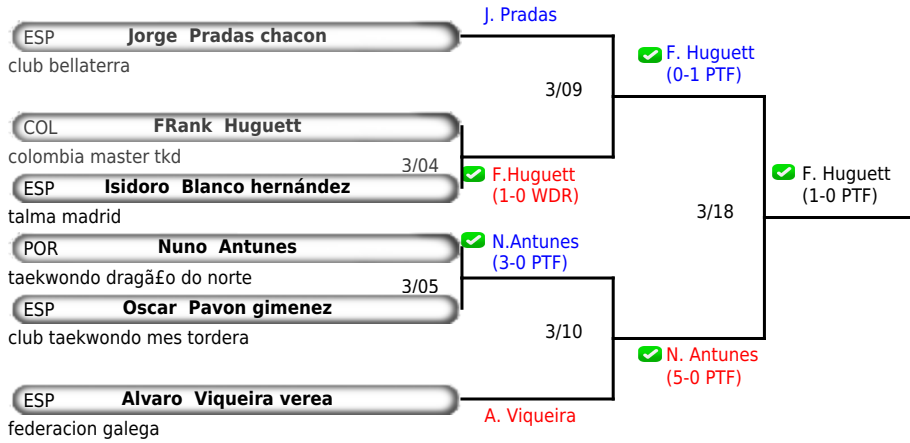 J. Pradas
ESP Jorge Pradas chacon
club bellaterra
F. Huguett
(0-1 PTF)
3/09
COL FRank Huguett
colombia master tkd
3/04
F.Huguett
(1-0 WDR)
ESP Isidoro Blanco hernández
talma madrid
F. Huguett
(1-0 PTF)
3/18
POR Nuno Antunes
taekwondo dragã£o do norte
N.Antunes
(3-0 PTF)
3/05
ESP Oscar Pavon gimenez
club taekwondo mes tordera
3/10
N. Antunes
(5-0 PTF)
ESP Alvaro Viqueira verea
federacion galega
A. Viqueira